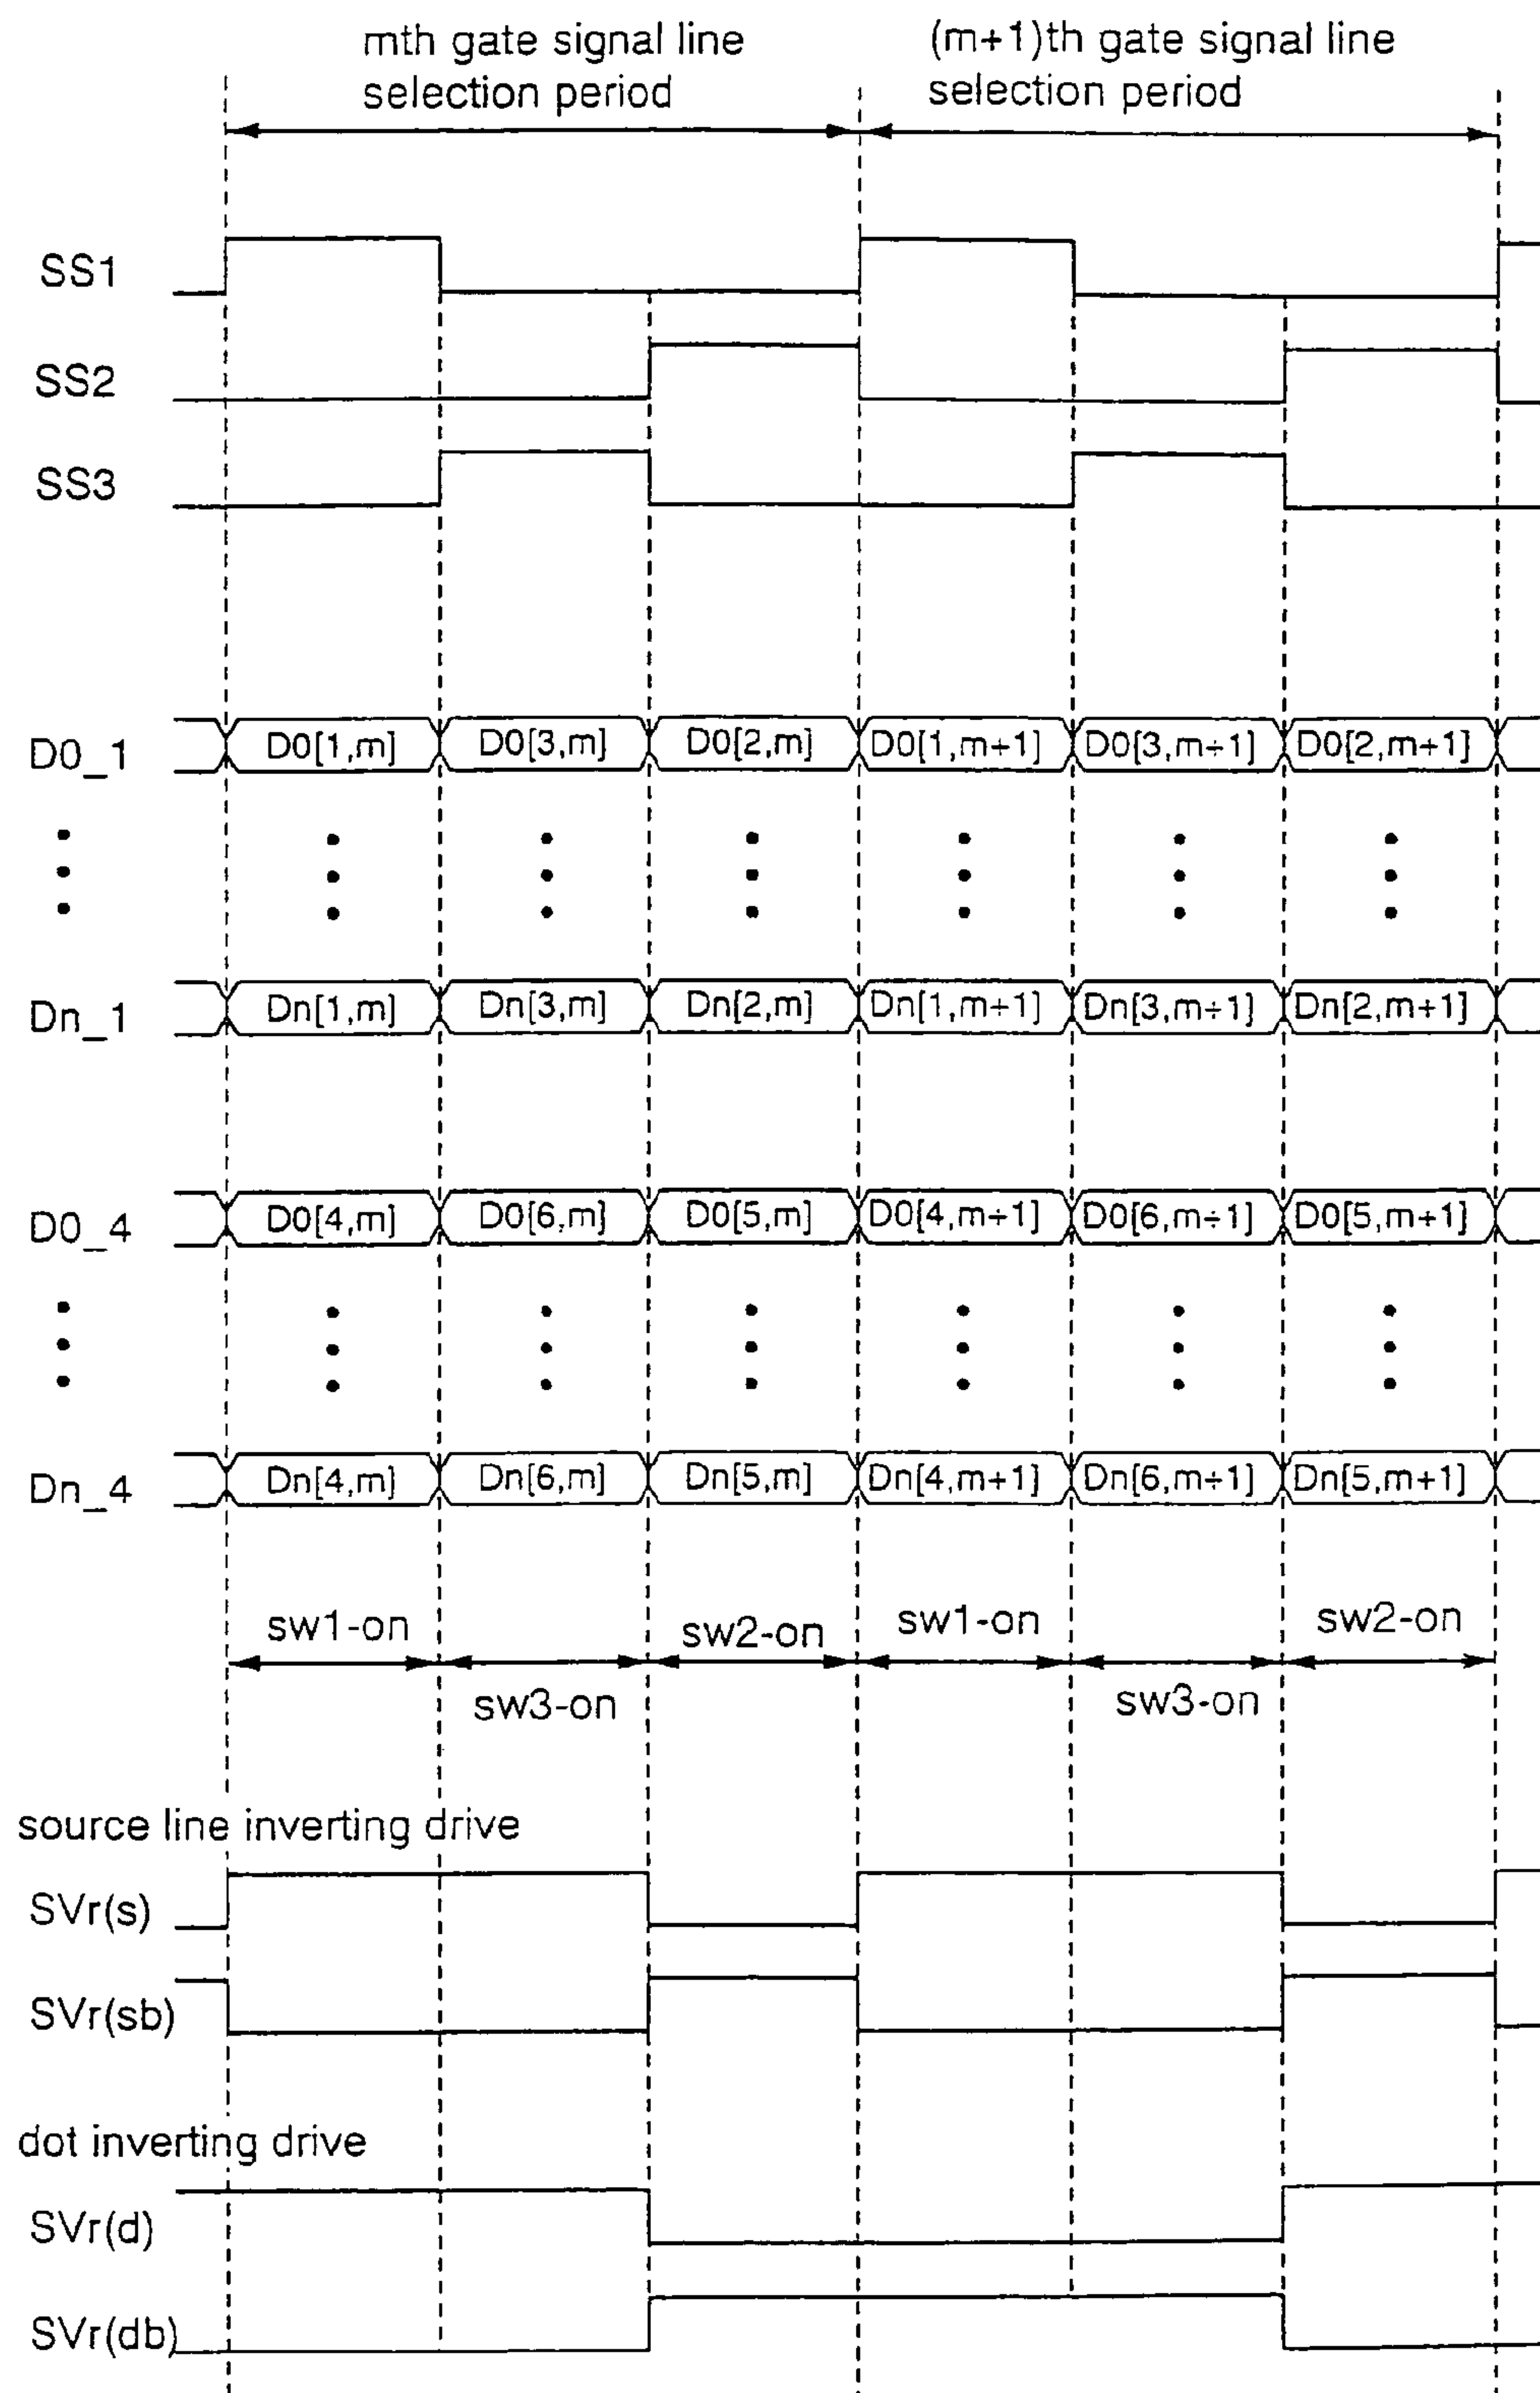 mth gate signal line
selection period
(m+1)th gate signal line
selection period
SS1
SS2
SS3
D0_1 D0[1,m] D0[3,m] D0[2,m] D0[1,m+1] D0[3,m+1] D0[2,m+1]
Dn_1 Dn[1,m] Dn[3,m] Dn[2,m] Dn[1,m+1] Dn[3,m+1] Dn[2,m+1]
D0_4 D0[4,m] D0[6,m] D0[5,m] D0[4,m+1] D0[6,m+1] D0[5,m+1]
Dn_4 Dn[4,m] Dn[6,m] Dn[5,m] Dn[4,m+1] Dn[6,m+1] Dn[5,m+1]
sw1-on sw2-on sw1-on sw2-on
sw3-on sw3-on
source line inverting drive
SVr(s)
SVr(sb)
dot inverting drive
SVr(d)
SVr(db)